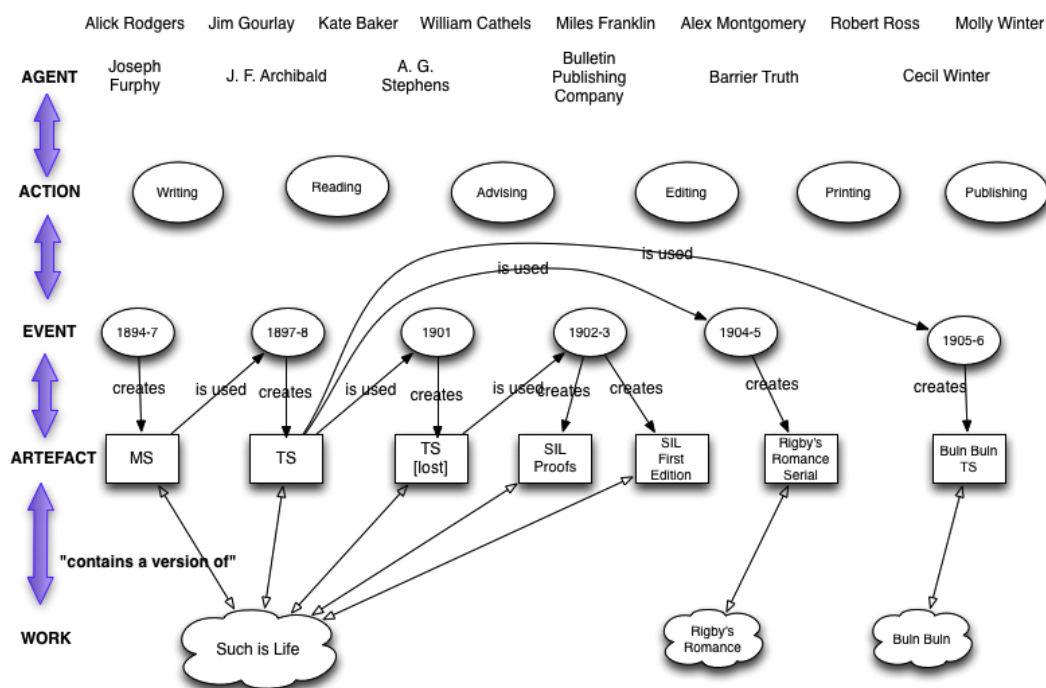 Alick Rodgers Jim Gourlay Kate Baker William Cathels Miles Franklin Alex Montgomery Robert Ross Molly Winter
AGENT
Joseph
Furphy
J. F. Archibald
A. G.
Stephens
Bulletin
Publishing
Company
Barrier Truth
Cecil Winter
ACTION
Writing
Reading
Advising
Editing
Printing
Publishing
is used
is used
EVENT
1894-7
1897-8
1901
1902-3
1904-5
1905-6
creates
is used
creates
is used
creates
is used
creates
creates
creates
creates
ARTEFACT
MS
TS
TS
[lost]
SIL
Proofs
SIL
First
Edition
Rigby's
Romance
Serial
Buln Buln
TS
"contains a version of"
WORK
Such is Life
Rigby's
Romance
Buln Buln